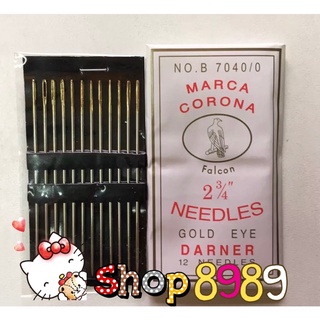 NO.B 7040/0
MARCA
CORONA
Falcon
2 3/4"
NEEDLES
GOLD EYE
DARNER
12 NEEDLES
Shop8989